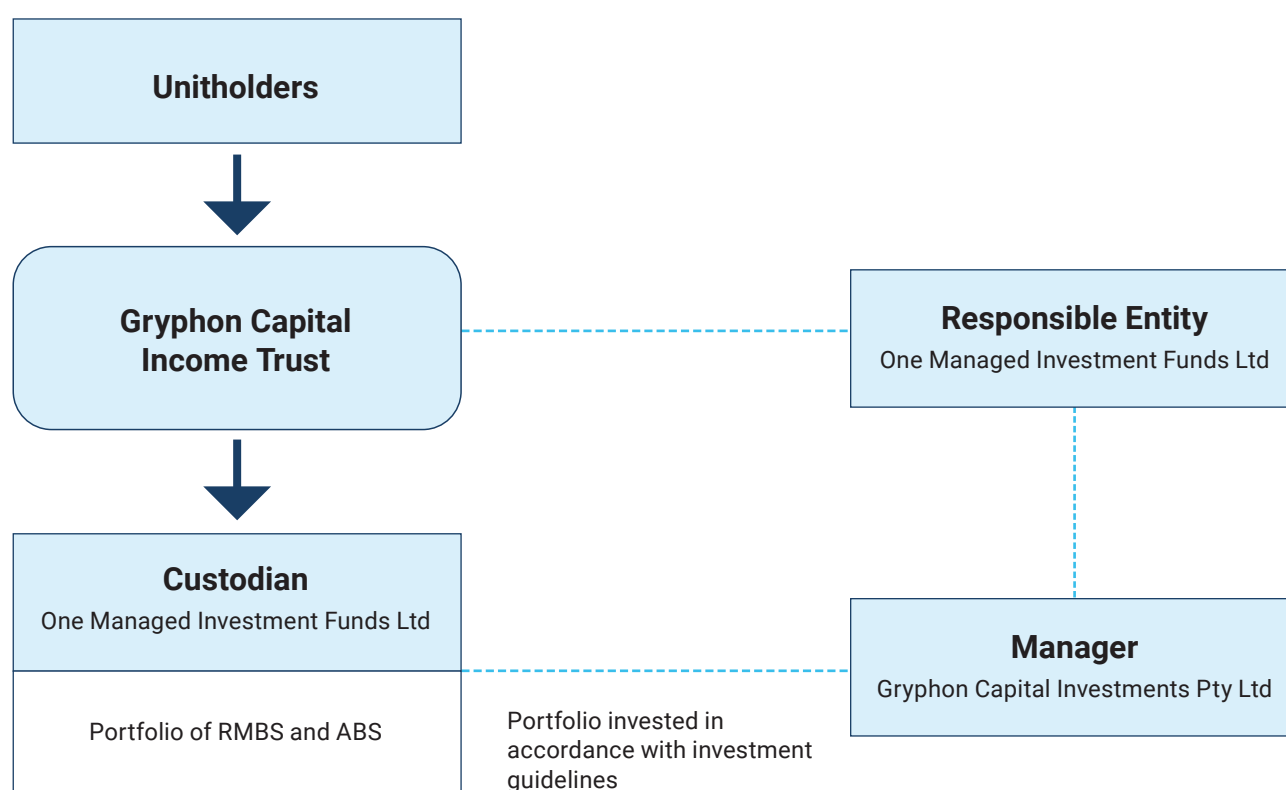 Unitholders
Gryphon Capital
Income Trust
Responsible Entity
One Managed Investment Funds Ltd
Custodian
One Managed Investment Funds Ltd
Manager
Gryphon Capital Investments Pty Ltd
Portfolio of RMBS and ABS
Portfolio invested in
accordance with investment
guidelines